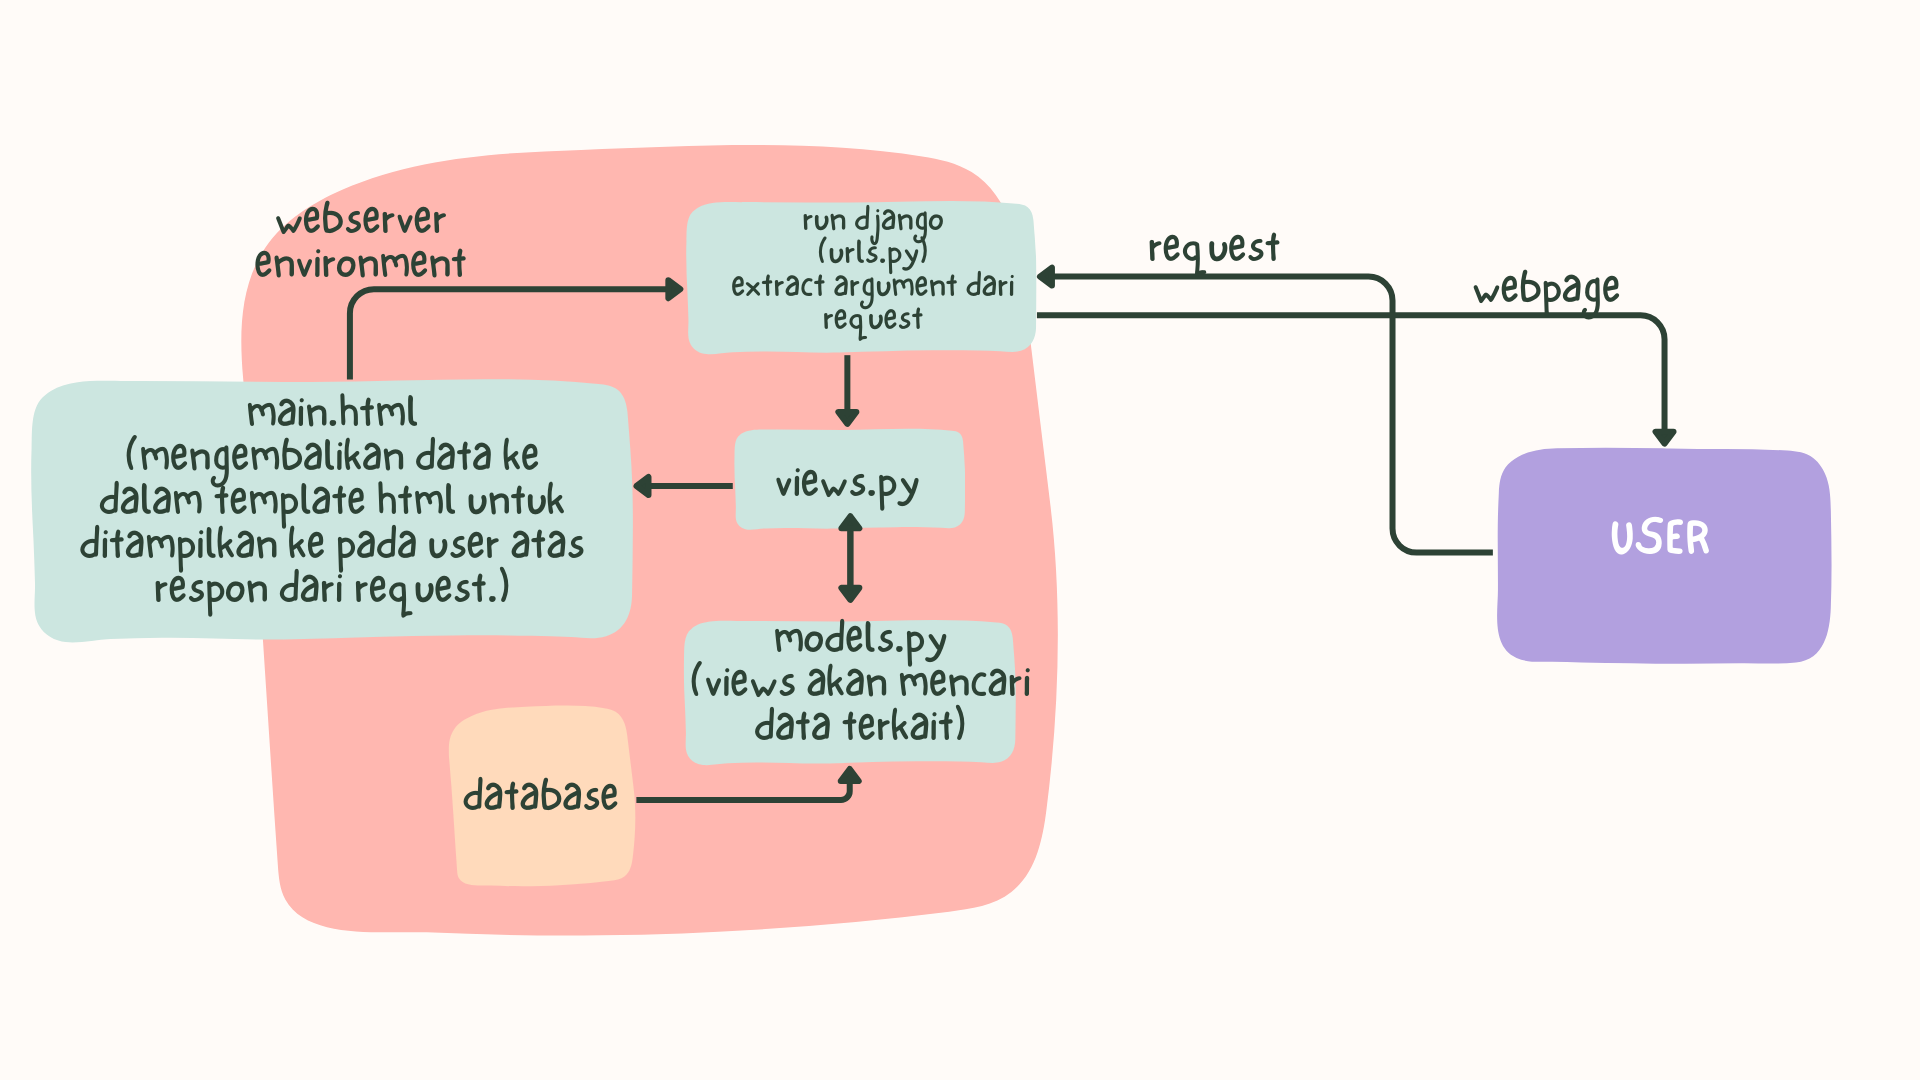 webserver
environment
run django
(urls.py)
extract argument dari
request
request
webpage
main.html
(mengembalikan data ke
dalam template html untuk
ditampilkan ke pada user atas
respon dari request.)
views.py
USER
models.py
(views akan mencari
data terkait)
database